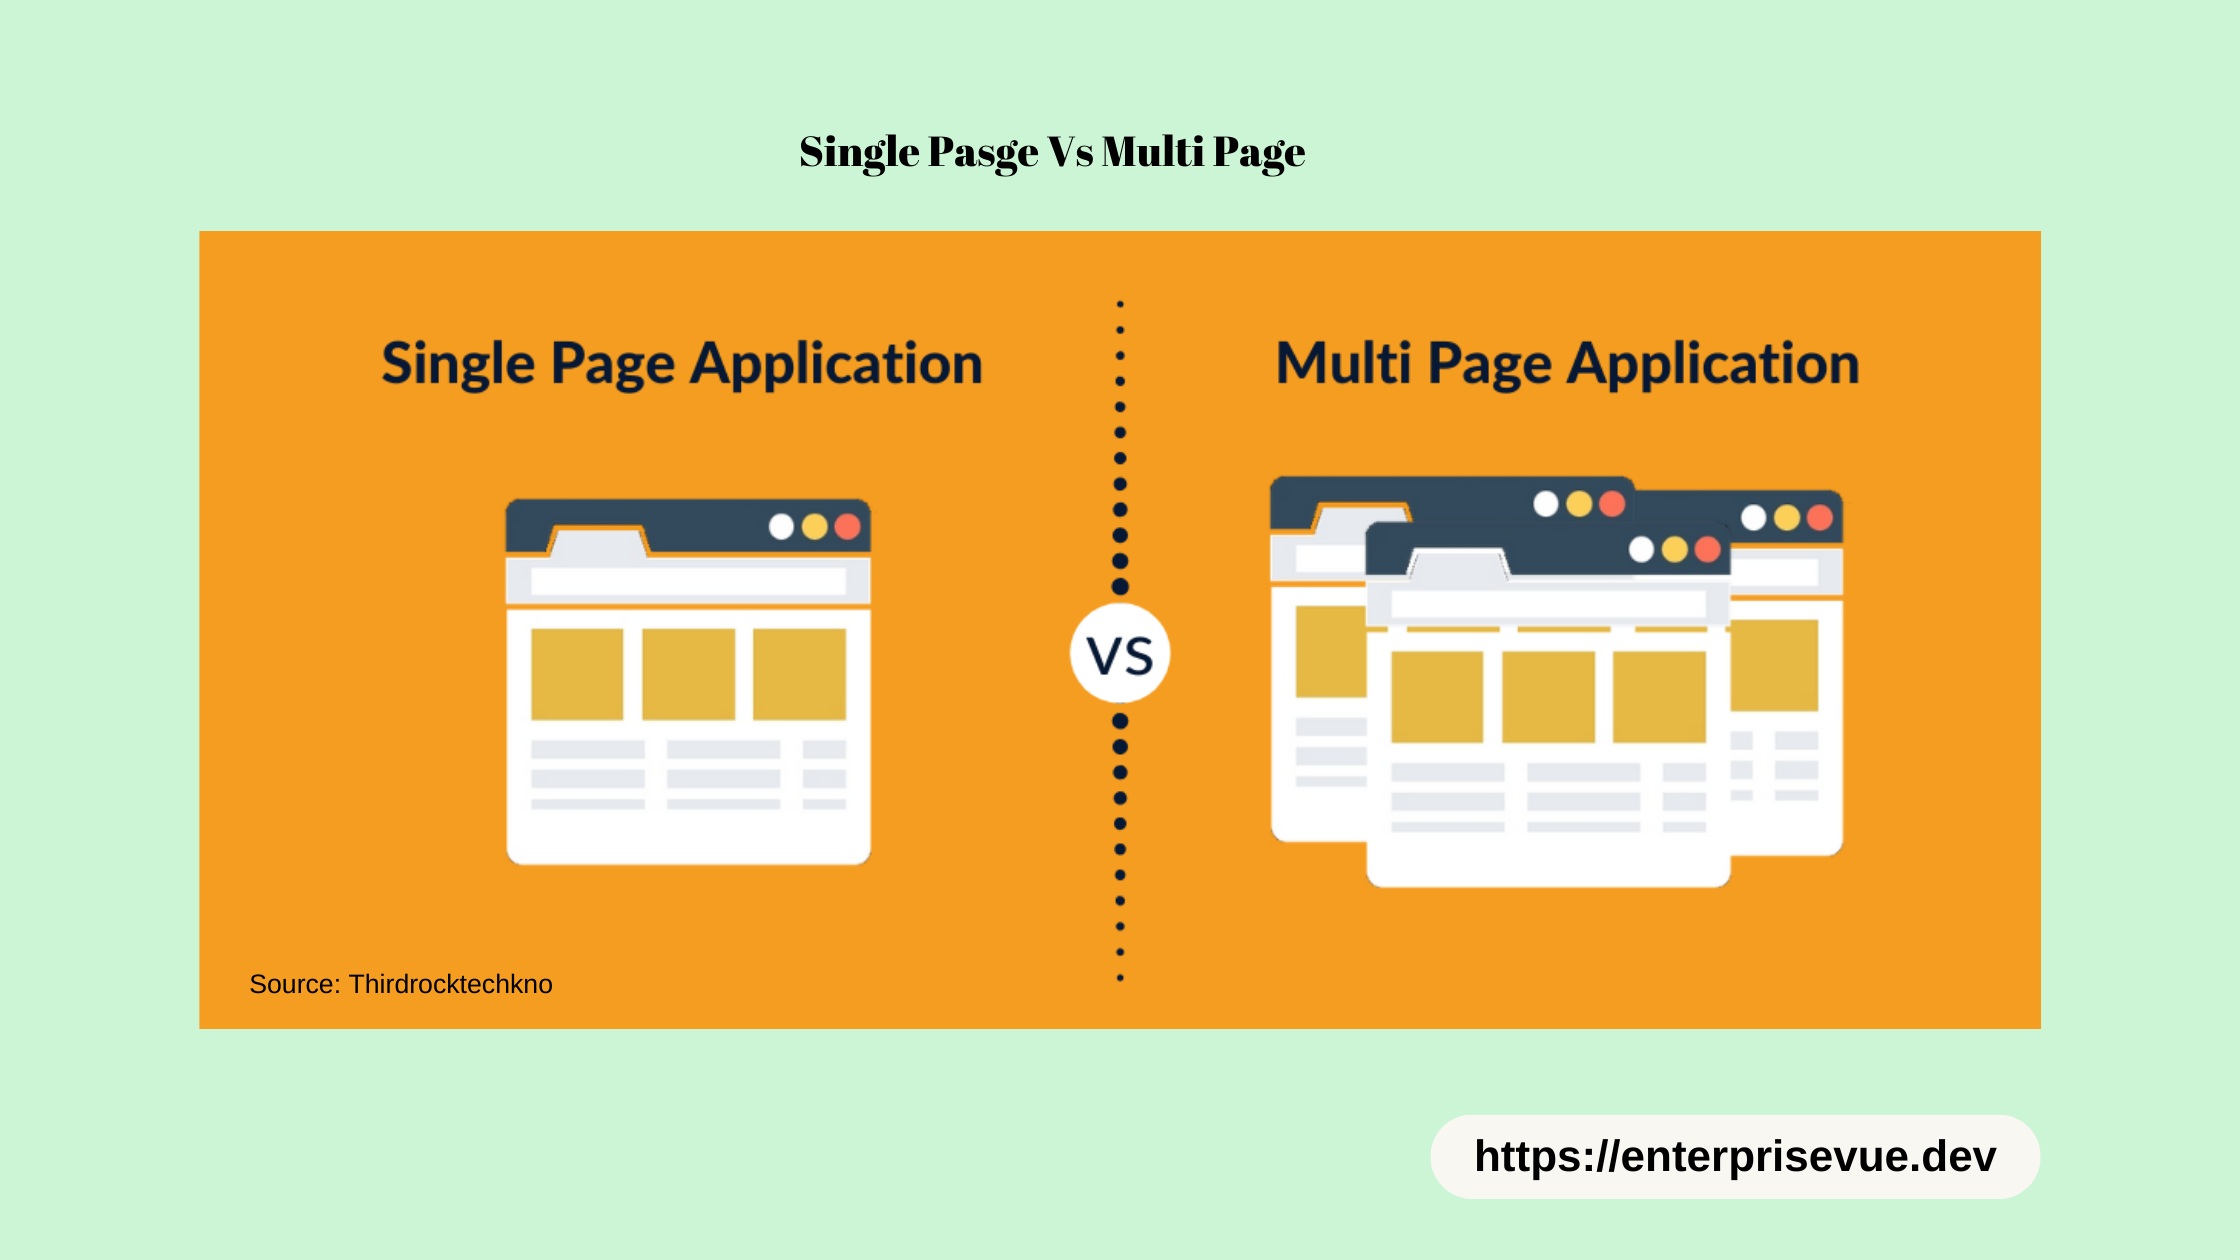 Single Pasge Vs Multi Page
Single Page Application
VS
Multi Page Application
Source: Thirdrocktechkno
https://enterprisevue.dev